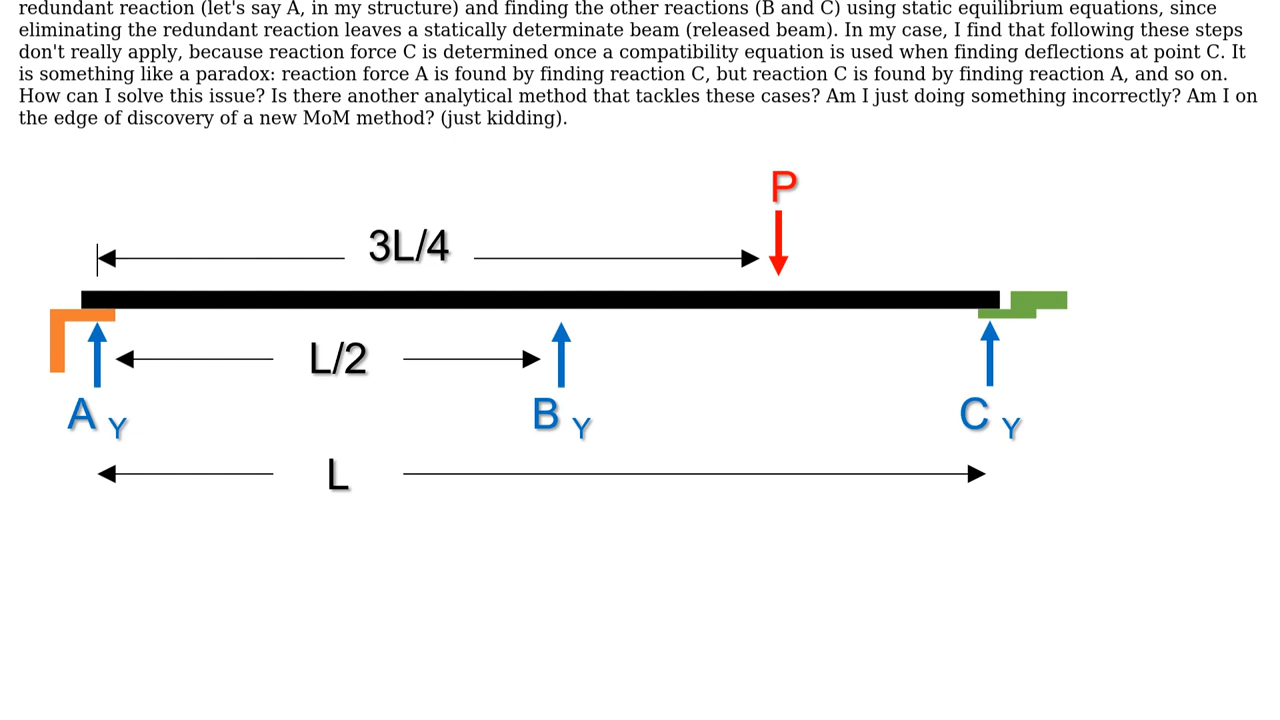 redundant reaction (let's say A, in my structure) and finding the other reactions (B and C) using static equilibrium equations, since
eliminating the redundant reaction leaves a statically determinate beam (released beam). In my case, I find that following these steps
don't really apply, because reaction force C is determined once a compatibility equation is used when finding deflections at point C. It
is something like a paradox: reaction force A is found by finding reaction C, but reaction C is found by finding reaction A, and so on.
How can I solve this issue? Is there another analytical method that tackles these cases? Am I just doing something incorrectly? Am I on
the edge of discovery of a new MoM method? (just kidding).
P
3L/4
L/2
A Y
B Y
C Y
L